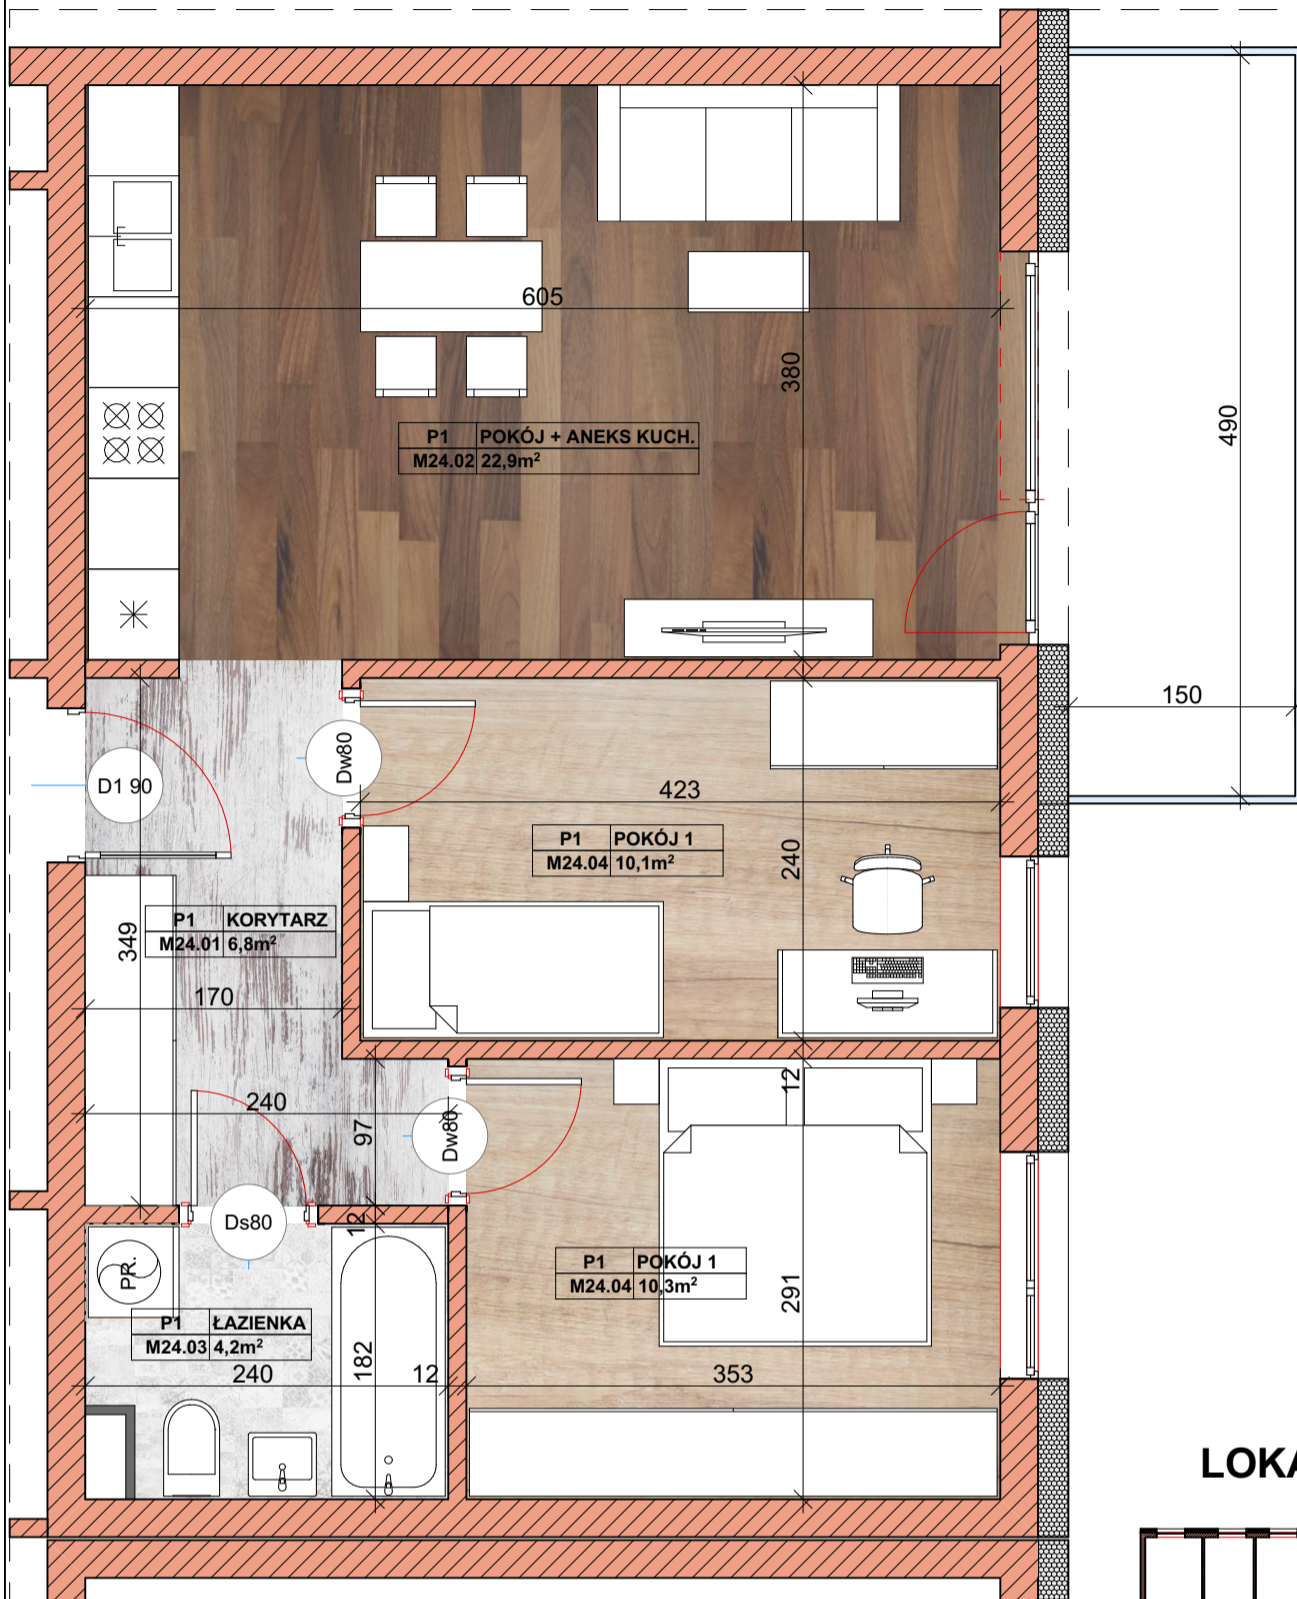 605
380
490
P1 POKÓJ + ANEKS KUCH.
M24.02 22,9m²
150
D1 90
Dw80
423
P1 POKÓJ 1
M24.04 10,1m²
240
P1 KORYTARZ
M24.01 6,8m²
349
170
12
240
97
Dw80
Ds80
12
PR.
P1 POKÓJ 1
M24.04 10,3m²
291
P1 ŁAZIENKA
M24.03 4,2m²
182
240
12
353
LOKA